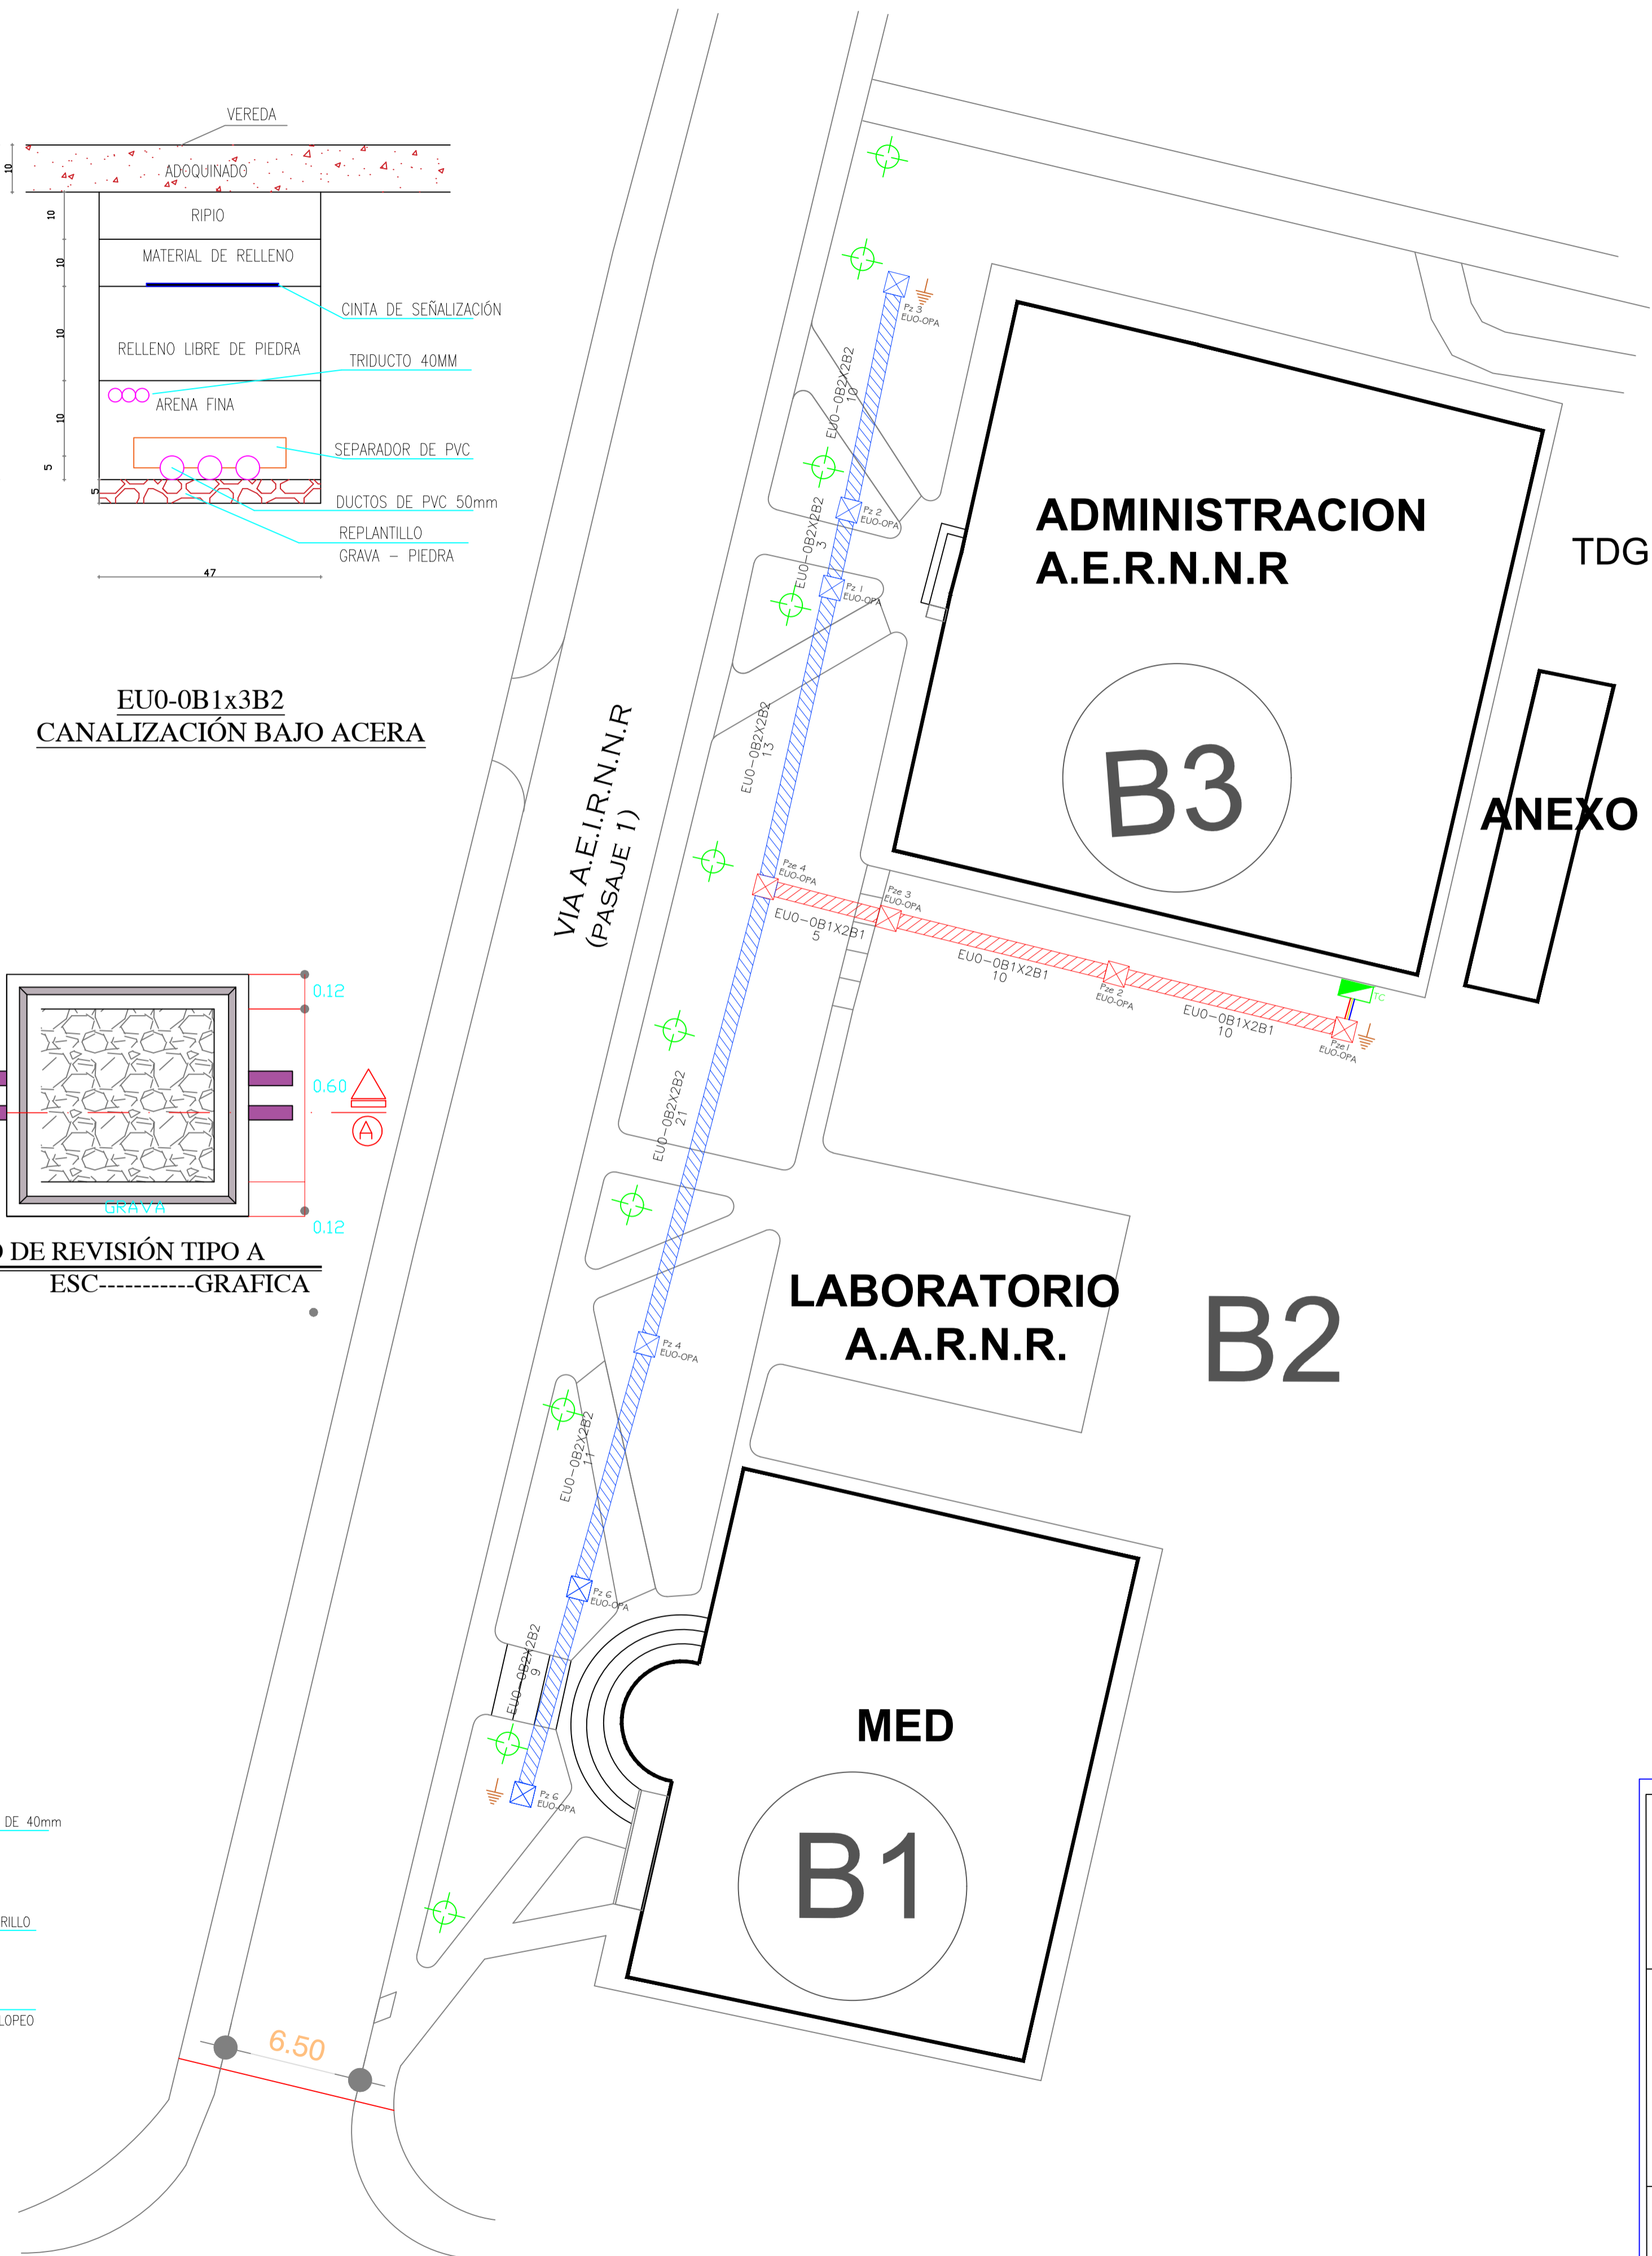 VEREDA
ADOQUINADO
RIPIO
MATERIAL DE RELLENO
CINTA DE SEÑALIZACIÓN
RELLENO LIBRE DE PIEDRA
TRIDUCTO 40MM
ARENA FINA
SEPARADOR DE PVC
DUCTOS DE PVC 50mm
REPLANTILLO
GRAVA – PIEDRA
10
10
10
10
10
5
5
47
EU0-0B1x3B2
CANALIZACIÓN BAJO ACERA
0.12
0.60
0.12
A
GRAVA
DE REVISIÓN TIPO A
ESC-----------GRAFICA
DE 40mm
RILLO
LOPEO
VIA A.E.I.R.N.N.R
(PASAJE 1)
6.50
Pz 3
EUO-OPA
EU0-0B2X2B2
10
Pz 2
EUO-OPA
EU0-0B2X2B2
3
Pz 1
EUO-OPA
EU0-0B2X2B2
13
Pze 4
EUO-OPA
EU0-0B1X2B1
5
Pze 3
EUO-OPA
EU0-0B1X2B1
10
Pze 2
EUO-OPA
EU0-0B1X2B1
10
Pze1
EUO-OPA
TC
EU0-0B2X2B2
21
Pz 4
EUO-OPA
EU0-0B2X2B2
11
Pz 6
EUO-OPA
EU0-0B2X2B2
9
Pz 6
EUO-OPA
ADMINISTRACION
A.E.R.N.N.R
TDG
B3
ANEXO
LABORATORIO
A.A.R.N.R.
B2
MED
B1